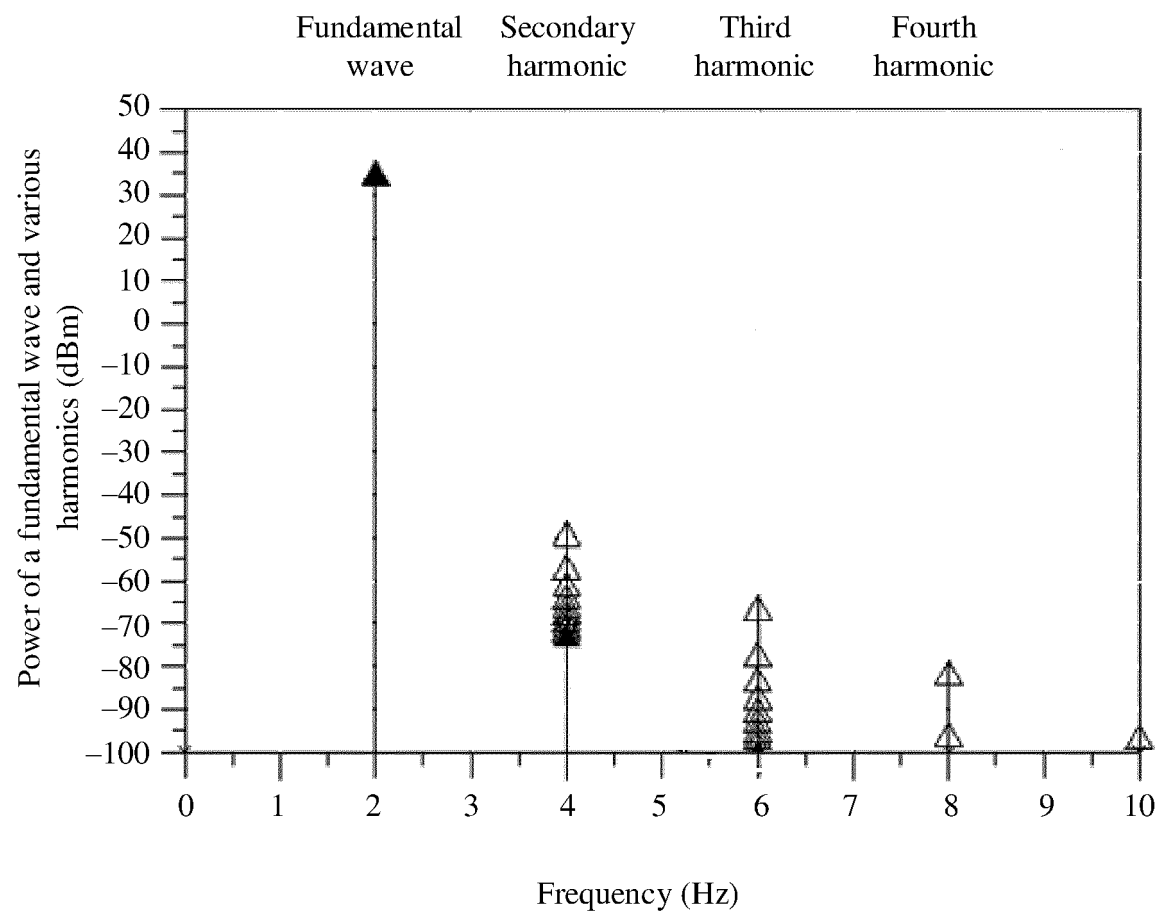 Fundamental
wave
Secondary
harmonic
Third
harmonic
Fourth
harmonic
Power of a fundamental wave and various
harmonics (dBm)
50
40
30
20
10
0
–10
–20
–30
–40
–50
–60
–70
–80
–90
–100
0 1 2 3 4 5 6 7 8 9 10
Frequency (Hz)